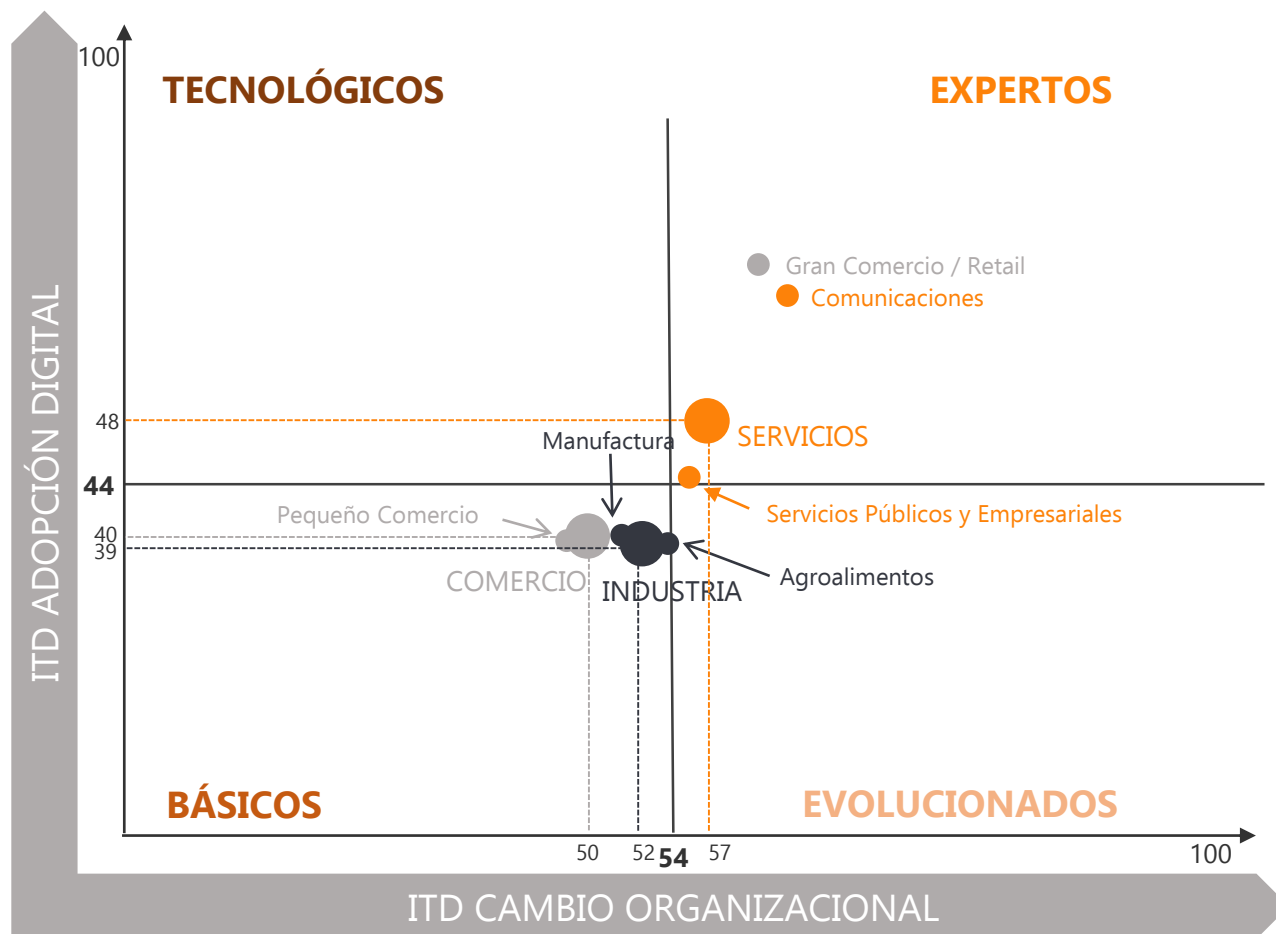 100
TECNOLÓGICOS
EXPERTOS
Gran Comercio / Retail
Comunicaciones
ITD ADOPCIÓN DIGITAL
48
SERVICIOS
Manufactura
44
Pequeño Comercio
Servicios Públicos y Empresariales
40
39
COMERCIO
INDUSTRIA
Agroalimentos
BÁSICOS
EVOLUCIONADOS
50
52
54
57
100
ITD CAMBIO ORGANIZACIONAL